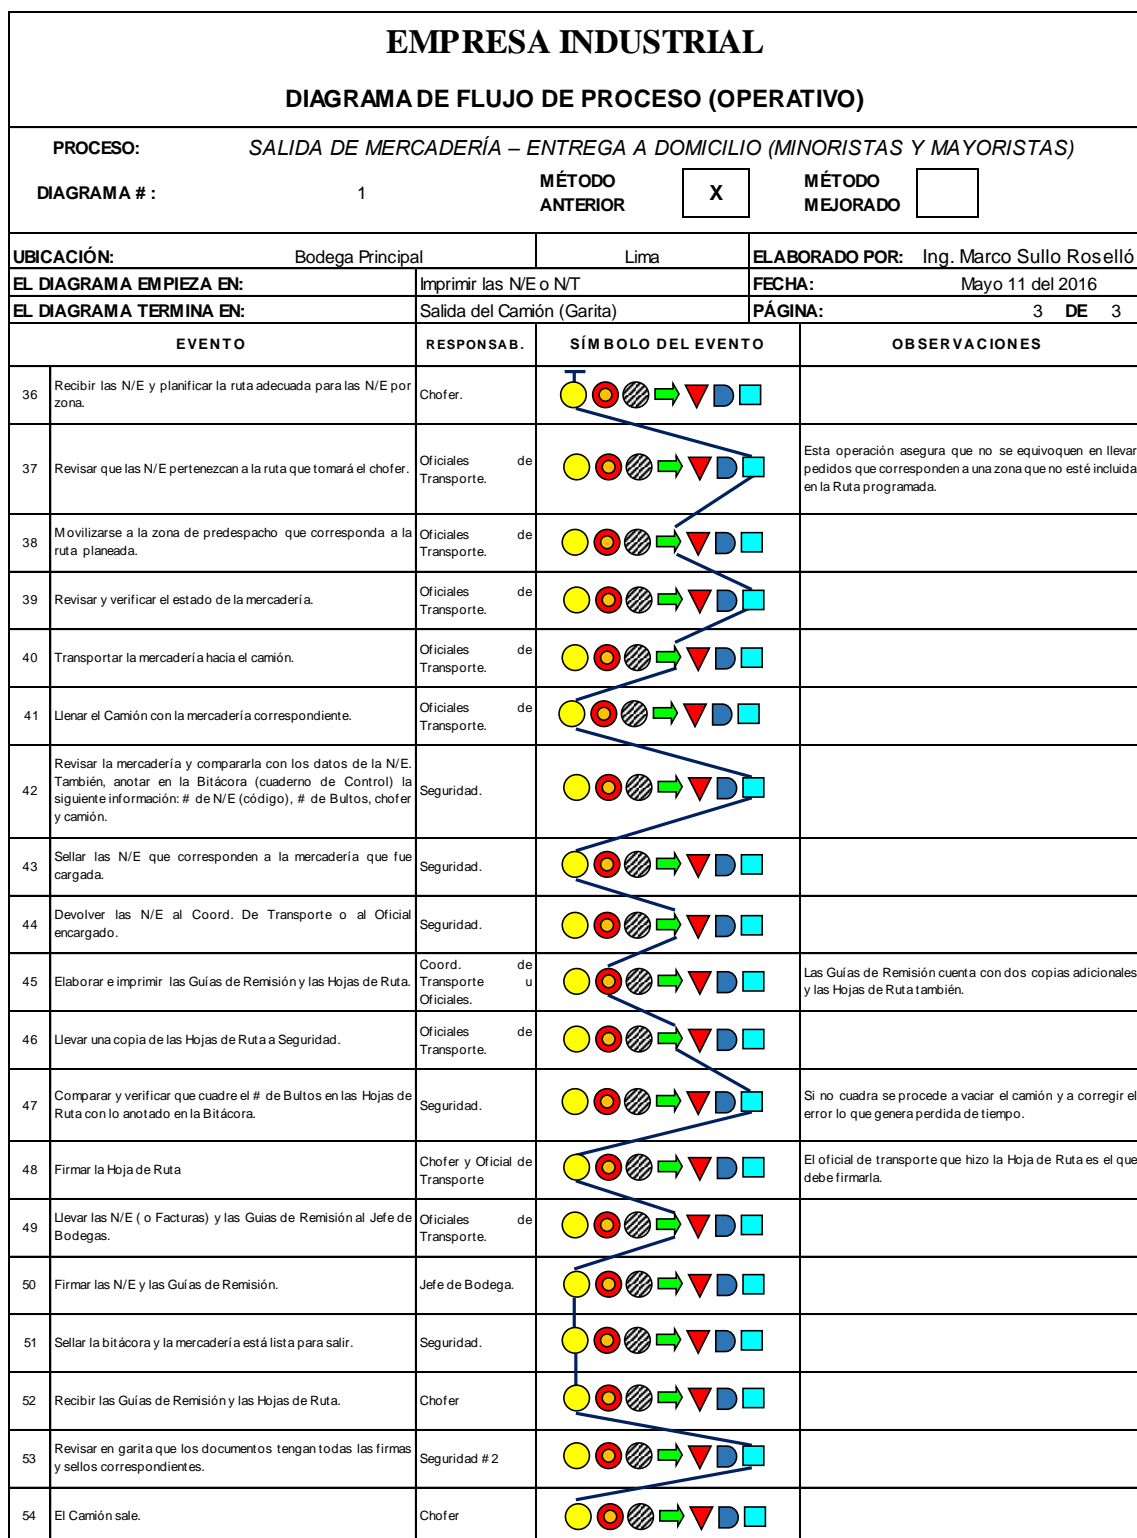 EMPRESA INDUSTRIAL
DIAGRAMA DE FLUJO DE PROCESO (OPERATIVO)
PROCESO: SALIDA DE MERCADERÍA – ENTREGA A DOMICILIO (MINORISTAS Y MAYORISTAS)
DIAGRAMA # : 1 MÉTODO ANTERIOR X MÉTODO MEJORADO
UBICACIÓN: Bodega Principal Lima ELABORADO POR: Ing. Marco Sullo Roselló
EL DIAGRAMA EMPIEZA EN: Imprimir las N/E o N/T FECHA: Mayo 11 del 2016
EL DIAGRAMA TERMINA EN: Salida del Camión (Garita) PÁGINA: 3 DE 3
EVENTO RESPONSAB. SÍMBOLO DEL EVENTO OBSERVACIONES
36 Recibir las N/E y planificar la ruta adecuada para las N/E por
zona.
Chofer.
37 Revisar que las N/E pertenezcan a la ruta que tomará el chofer.
Oficiales de
Transporte.
Esta operación asegura que no se equivoquen en llevar
pedidos que corresponden a una zona que no esté incluida
en la Ruta programada.
38 Movilizarse a la zona de predespacho que corresponda a la
ruta planeada.
Oficiales de
Transporte.
39 Revisar y verificar el estado de la mercadería.
Oficiales de
Transporte.
40 Transportar la mercadería hacia el camión.
Oficiales de
Transporte.
41 Llenar el Camión con la mercadería correspondiente.
Oficiales de
Transporte.
42 Revisar la mercadería y compararla con los datos de la N/E.
También, anotar en la Bitácora (cuaderno de Control) la
siguiente información: # de N/E (código), # de Bultos, chofer
y camión.
Seguridad.
43 Sellar las N/E que corresponden a la mercadería que fue
cargada.
Seguridad.
44 Devolver las N/E al Coord. De Transporte o al Oficial
encargado.
Seguridad.
45 Elaborar e imprimir las Guías de Remisión y las Hojas de Ruta.
Coord. de
Transporte u
Oficiales.
Las Guías de Remisión cuenta con dos copias adicionales
y las Hojas de Ruta también.
46 Llevar una copia de las Hojas de Ruta a Seguridad.
Oficiales de
Transporte.
47 Comparar y verificar que cuadre el # de Bultos en las Hojas de
Ruta con lo anotado en la Bitácora.
Seguridad.
Si no cuadra se procede a vaciar el camión y a corregir el
error lo que genera perdida de tiempo.
48 Firmar la Hoja de Ruta
Chofer y Oficial de
Transporte
El oficial de transporte que hizo la Hoja de Ruta es el que
debe firmarla.
49 Llevar las N/E ( o Facturas) y las Guias de Remisión al Jefe de
Bodegas.
Oficiales de
Transporte.
50 Firmar las N/E y las Guías de Remisión.
Jefe de Bodega.
51 Sellar la bitácora y la mercadería está lista para salir.
Seguridad.
52 Recibir las Guías de Remisión y las Hojas de Ruta.
Chofer
53 Revisar en garita que los documentos tengan todas las firmas
y sellos correspondientes.
Seguridad #2
54 El Camión sale.
Chofer